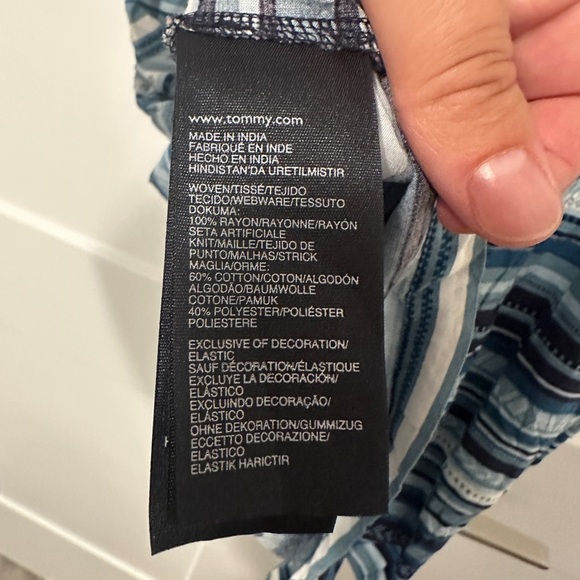 www.tommy.com
MADE IN INDIA
FABRIQUÉ EN INDE
HECHO EN INDIA
HINDISTAN'DA URETILMISTIR
WOVEN/TISSÉ/TEJIDO
TECIDO/WEBWARE/TESSUTO
DOKUMA:
100% RAYON/RAYONNE/RAYÓN
SETA ARTIFICIALE
KNIT/MAILLE/TEJIDO DE
PUNTO/MALHAS/STRICK
MAGLIA/ORME:
60% COTTON/COTON/ALGODÓN
ALGODÃO/BAUMWOLLE
COTONE/PAMUK
40% POLYESTER/POLIÉSTER
POLIESTERE
EXCLUSIVE OF DECORATION/
ELASTIC
SAUF DÉCORATION/ÉLASTIQUE
EXCLUYE LA DECORACIÓN/
ELÁSTICO
EXCLUINDO DECORAÇÃO/
ELÁSTICO
OHNE DEKORATION/GUMMIZUG
ECCETTO DECORAZIONE/
ELASTICO
ELASTIK HARICTIR